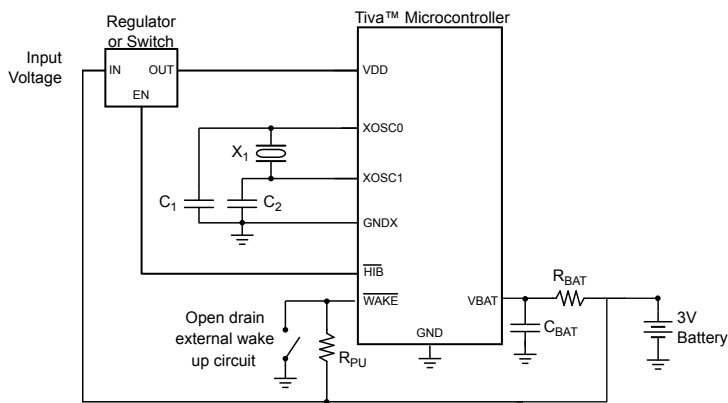 Tiva™ Microcontroller
Regulator
or Switch
Input
Voltage
IN
OUT
EN
VDD
XOSC0
X1
XOSC1
C1
C2
GNDX
HIB
WAKE
VBAT
RBAT
Open drain
external wake
up circuit
RPU
GND
CBAT
3V
Battery